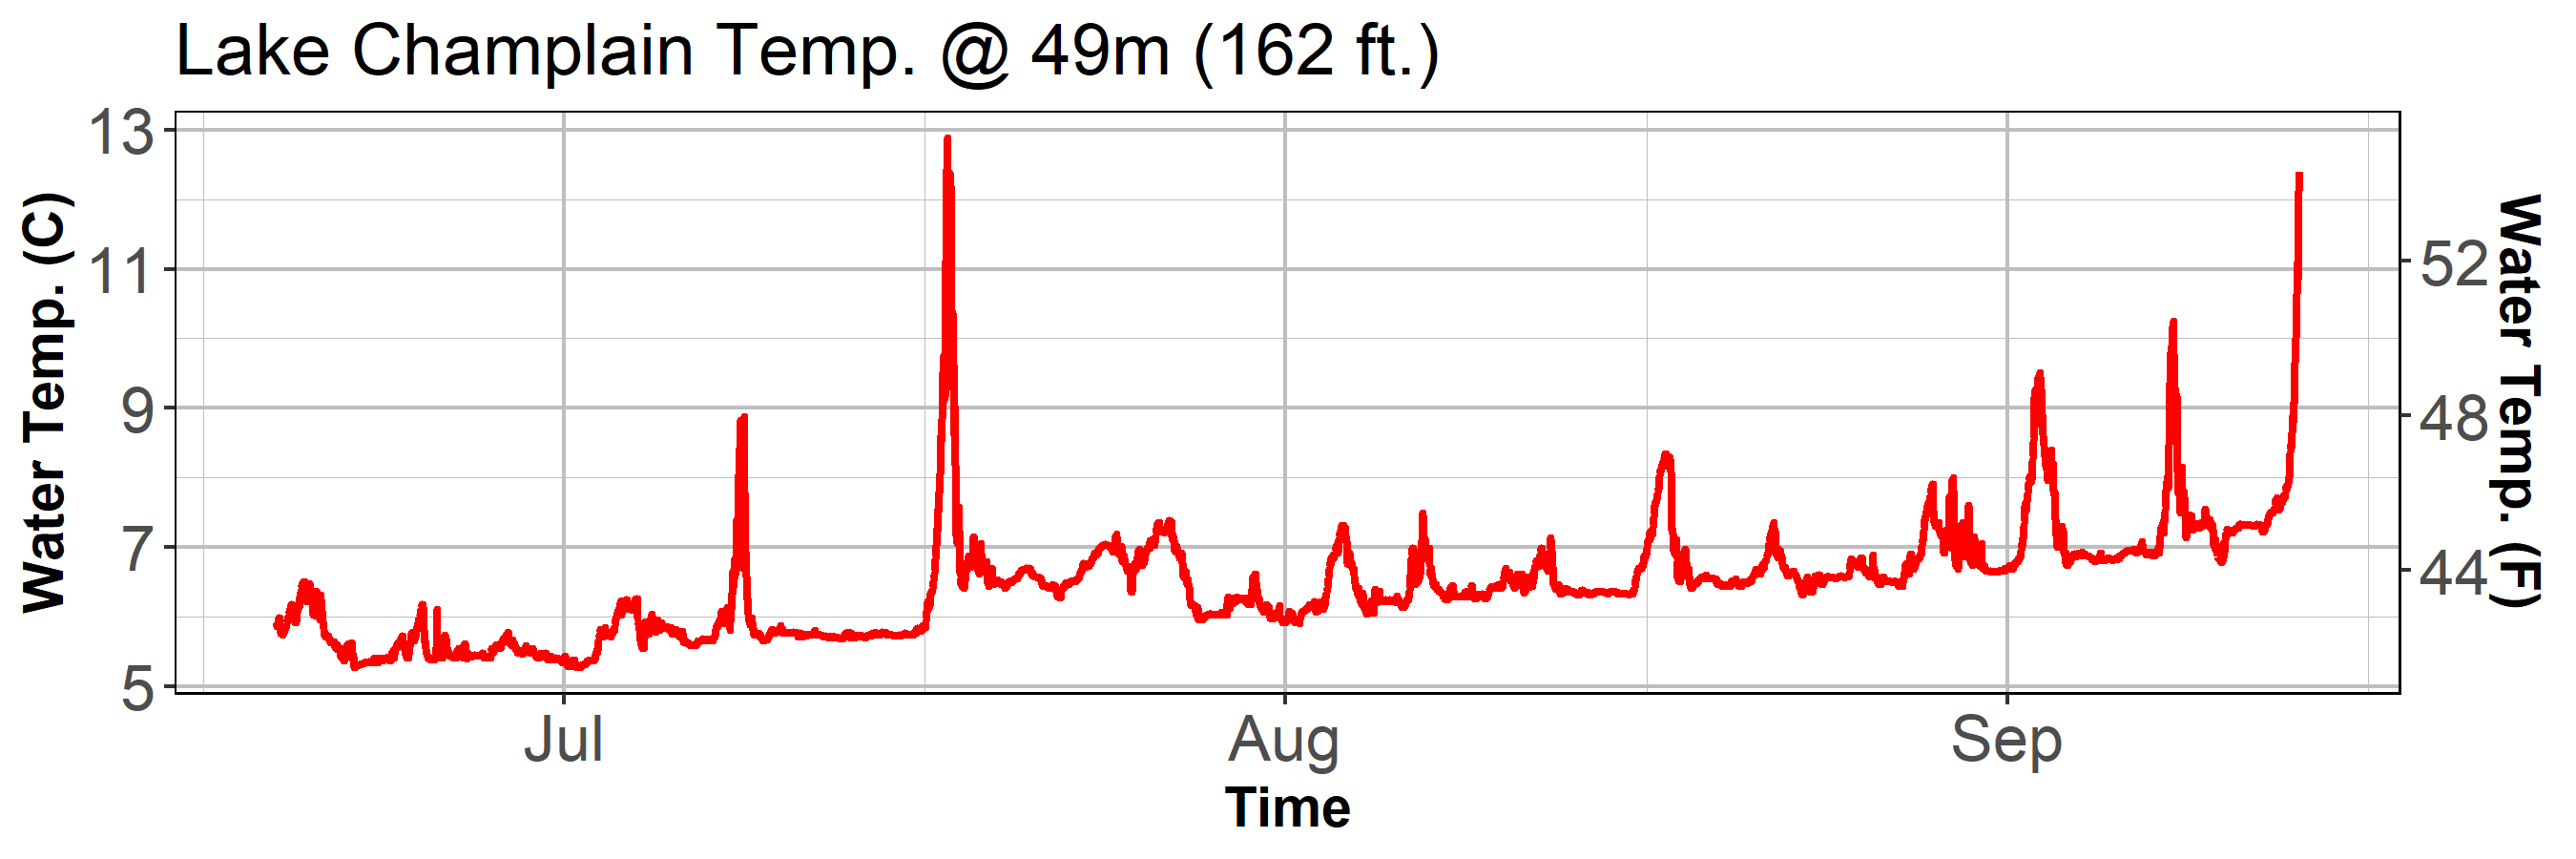 Lake Champlain Temp. @ 49m (162 ft.)
Water Temp. (C)
13
11
9
7
5
52
48
44
Water Temp. (F)
Jul Aug Sep
Time